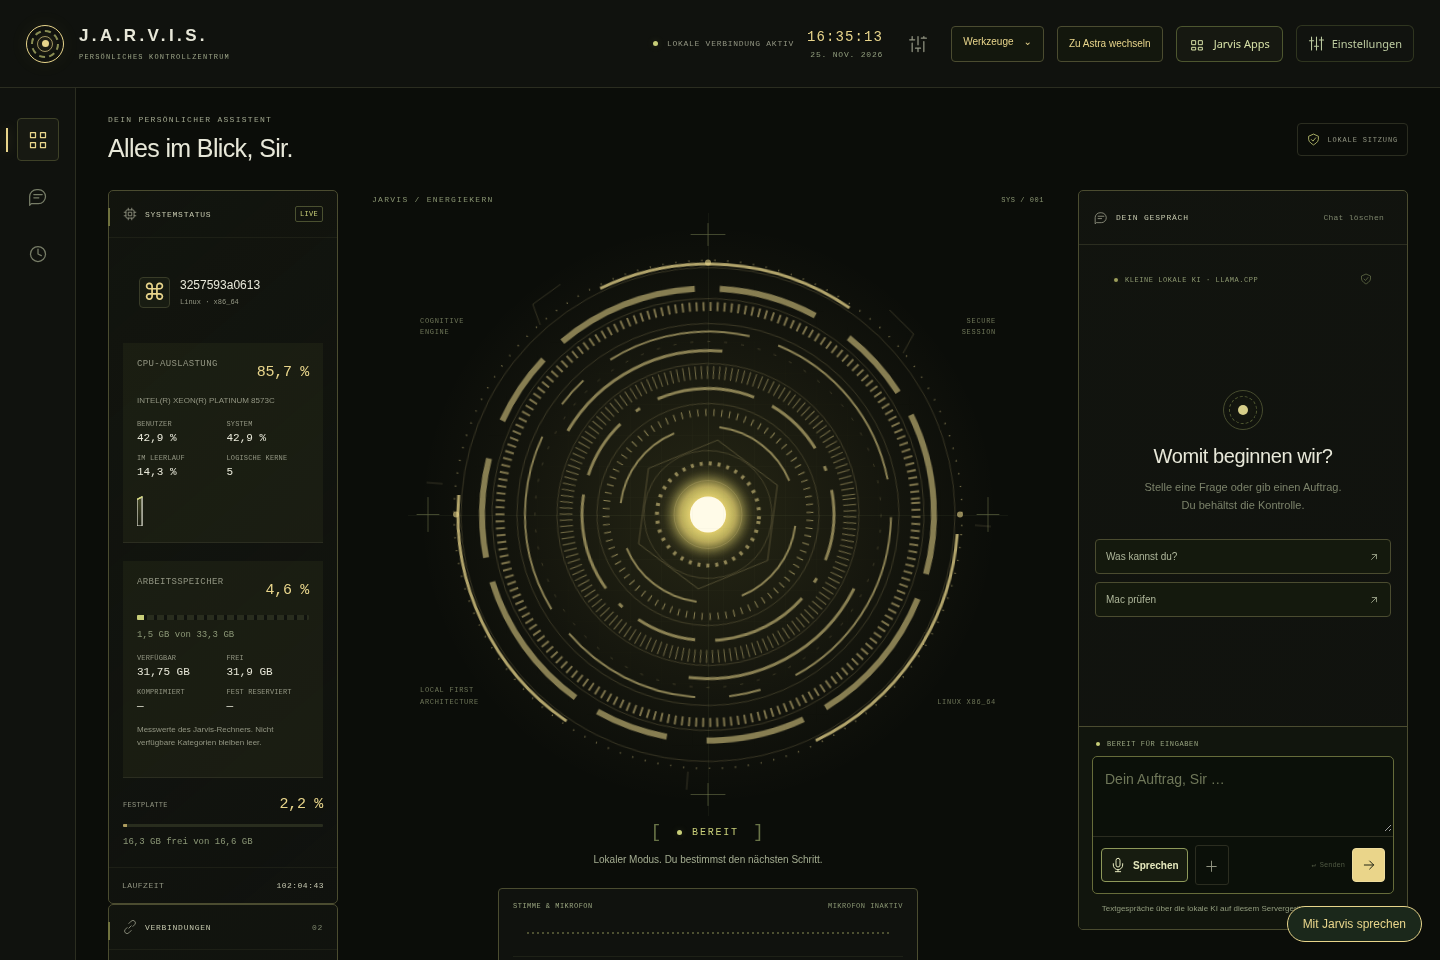 J.A.R.V.I.S.
PERSÖNLICHES KONTROLLZENTRUM
LOKALE VERBINDUNG AKTIV
16:35:13
25. NOV. 2026
Werkzeuge
Zu Astra wechseln
Jarvis Apps
Einstellungen
DEIN PERSÖNLICHER ASSISTENT
Alles im Blick, Sir.
LOKALE SITZUNG
SYSTEMSTATUS
LIVE
3257593a0613
Linux · x86_64
CPU-AUSLASTUNG
85,7 %
INTEL(R) XEON(R) PLATINUM 8573C
BENUTZER
SYSTEM
42,9 %
42,9 %
IM LEERLAUF
LOGISCHE KERNE
14,3 %
5
ARBEITSSPEICHER
4,6 %
1,5 GB von 33,3 GB
VERFÜGBAR
FREI
31,75 GB
31,9 GB
KOMPRIMIERT
FEST RESERVIERT
—
—
Messwerte des Jarvis-Rechners. Nicht
verfügbare Kategorien bleiben leer.
FESTPLATTE
2,2 %
16,3 GB frei von 16,6 GB
LAUFZEIT
102:04:43
VERBINDUNGEN
02
JARVIS / ENERGIEKERN
SYS / 001
COGNITIVE
ENGINE
SECURE
SESSION
LOCAL FIRST
ARCHITECTURE
LINUX X86_64
[ BEREIT ]
Lokaler Modus. Du bestimmst den nächsten Schritt.
STIMME & MIKROFON
MIKROFON INAKTIV
DEIN GESPRÄCH
Chat löschen
KLEINE LOKALE KI · LLAMA.CPP
Womit beginnen wir?
Stelle eine Frage oder gib einen Auftrag.
Du behältst die Kontrolle.
Was kannst du?
Mac prüfen
BEREIT FÜR EINGABEN
Dein Auftrag, Sir …
Sprechen
↵ Senden
Textgespräche über die lokale KI auf diesem
Mit Jarvis sprechen